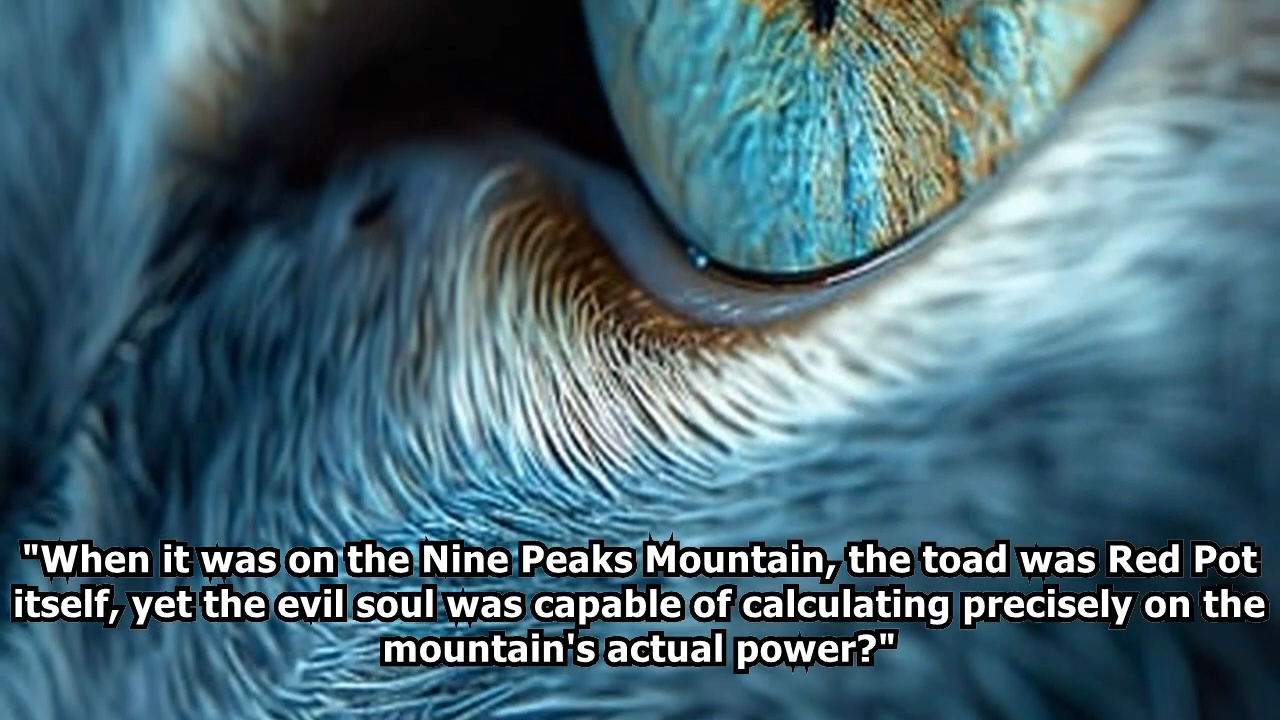 "When it was on the Nine Peaks Mountain, the toad was Red Pot
itself, yet the evil soul was capable of calculating precisely on the
mountain's actual power?"